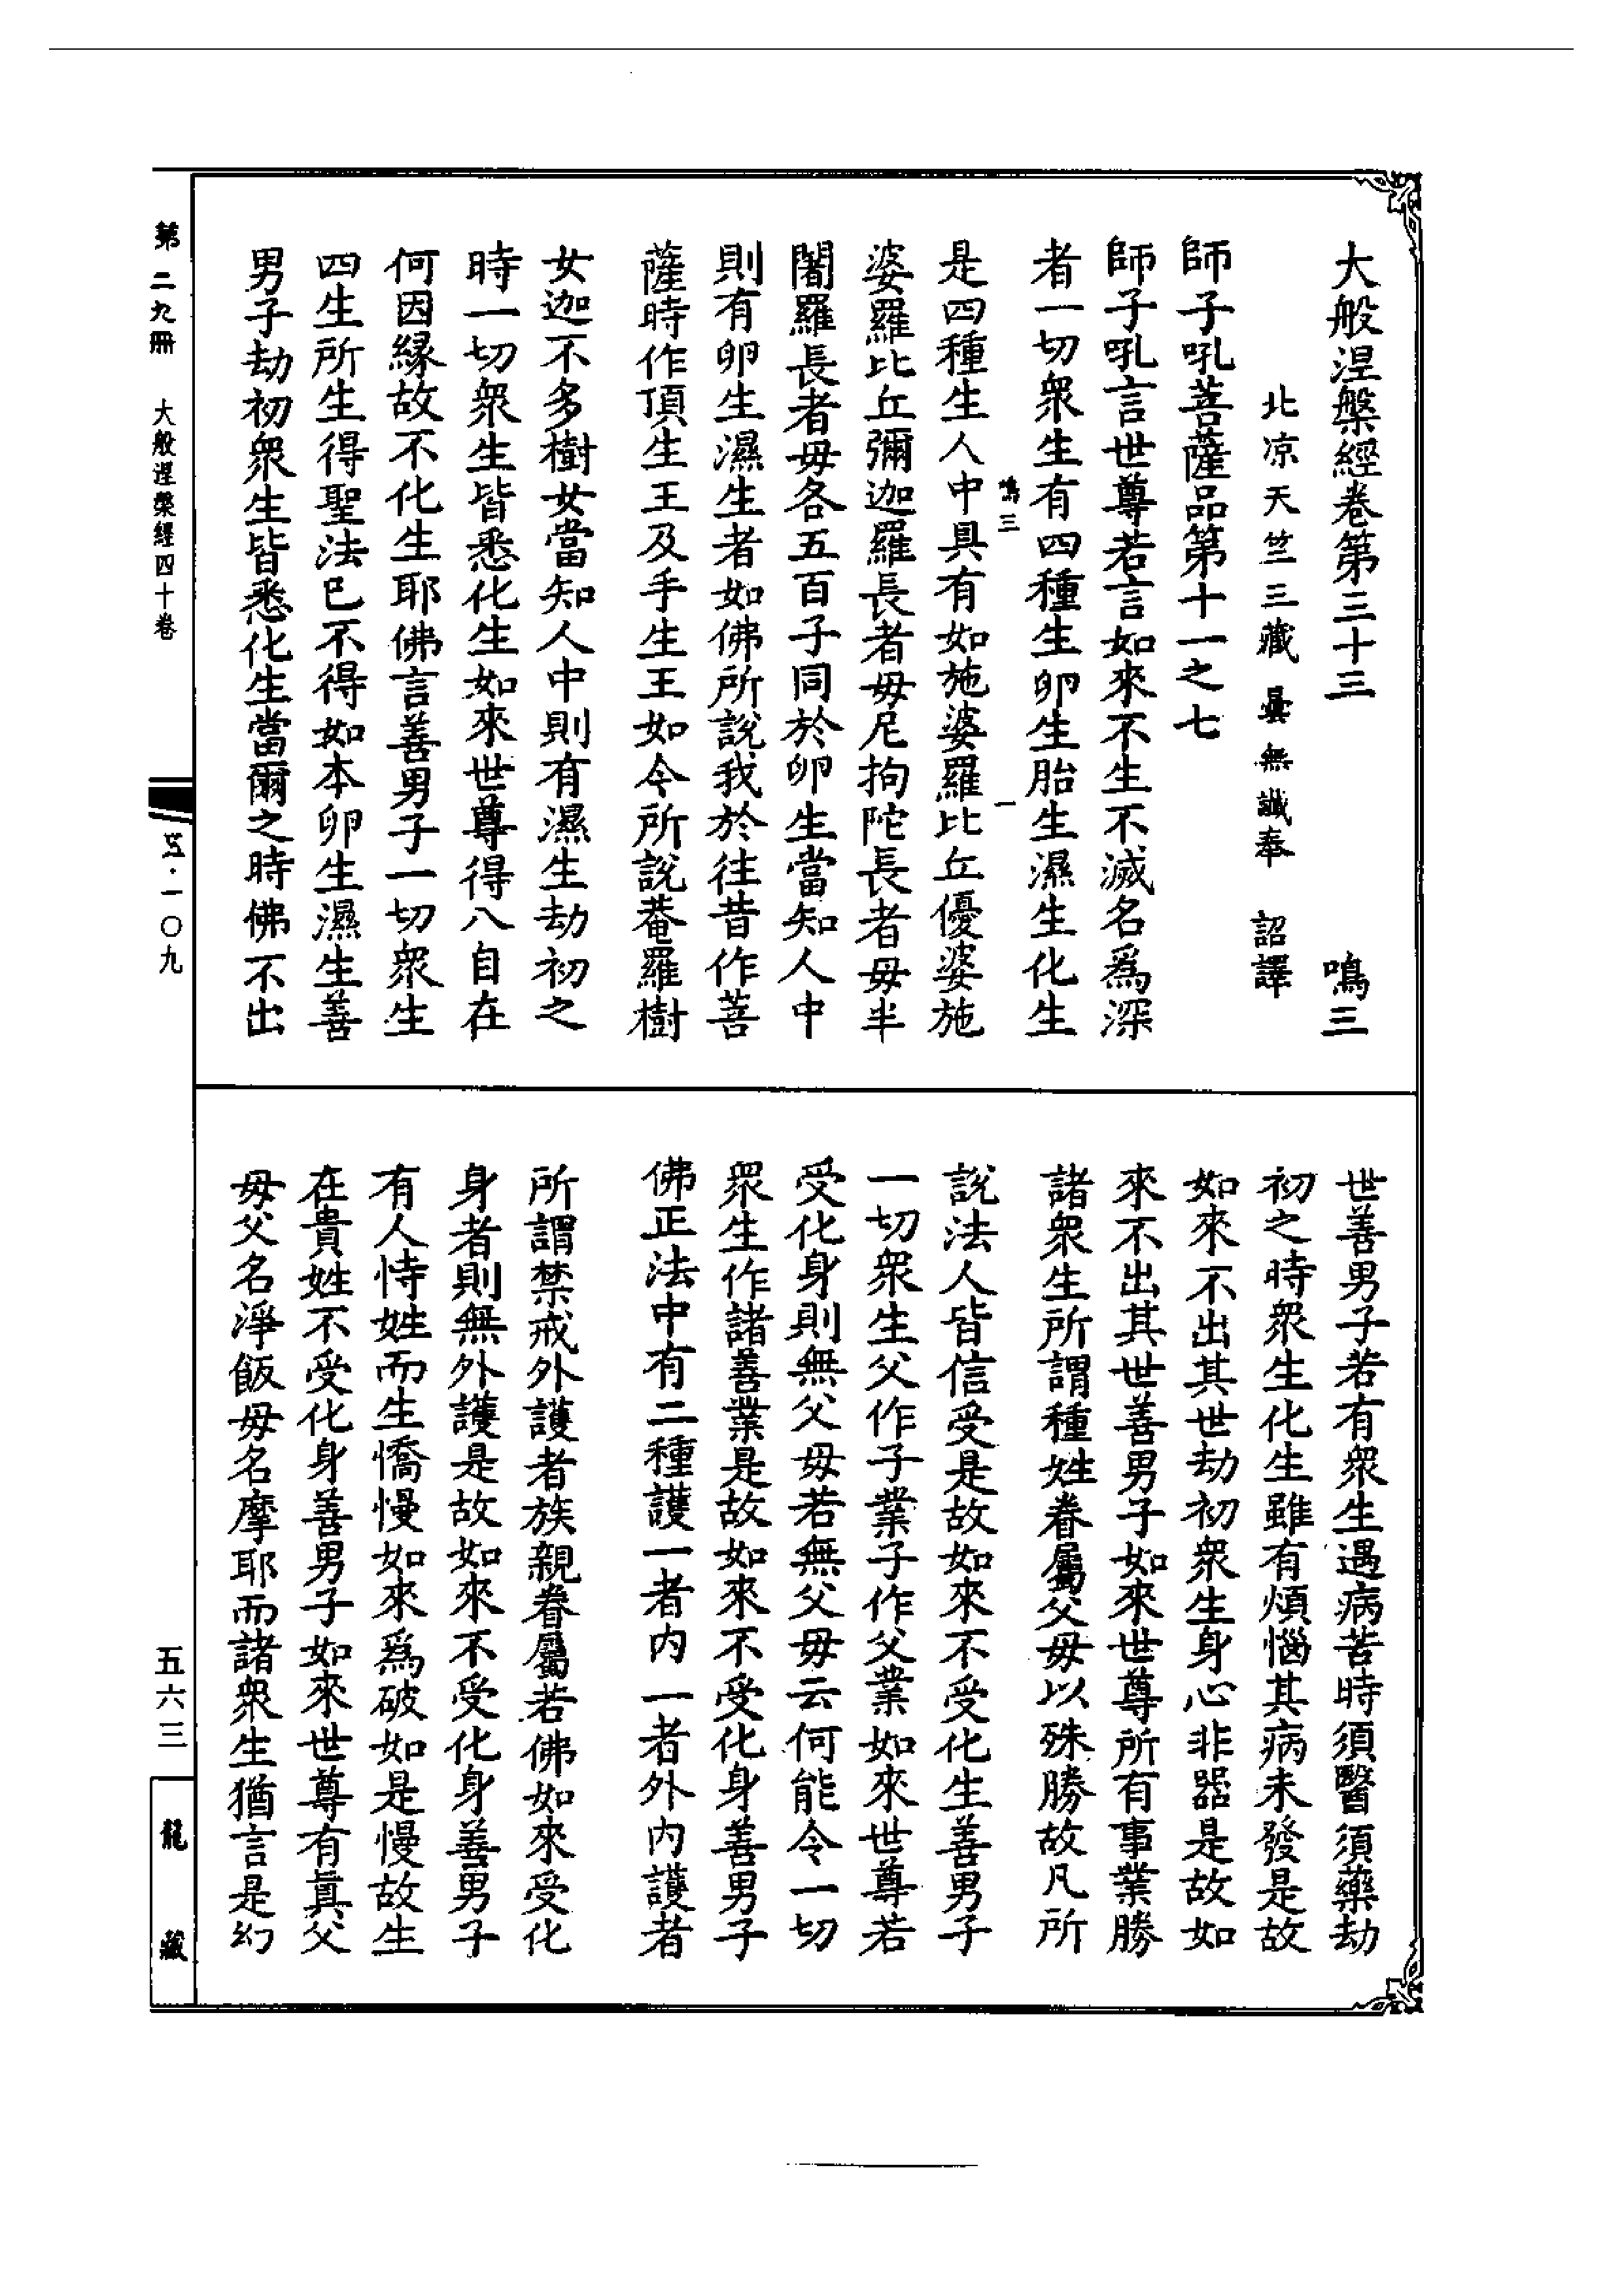 大般涅槃經卷第三十三　鳴三
北凉天竺三藏曇無讖奉　詔譯
師子吼菩薩品第十一之七
師子吼言世尊若言如來不生不滅名爲深
者一切衆生有四種生卵生胎生濕生化生
鳴三　一
是四種生人中具有如施婆羅比丘優婆施
婆羅比丘彌迦羅長者毋尼拘陀長者毋半
闍羅長者毋各五百子同於卵生當知人中
則有卵生濕生者如佛所說我於往昔作菩
薩時作頂生王及手生王如今所說菴羅樹
女迦不多樹女當知人中則有濕生劫初之
時一切衆生皆悉化生如來世尊得八自在
何因緣故不化生耶佛言善男子一切衆生
四生所生得聖法已不得如本卵生濕生善
男子劫初衆生皆悉化生當爾之時佛不出
世善男子若有衆生遇病苦時須醫須藥劫
初之時衆生化生雖有煩惱其病未發是故
如來不出其世劫初衆生身心非器是故如
來不出其世善男子如來世尊所有事業勝
諸衆生所謂種姓眷屬父毋以殊勝故凡所
說法人皆信受是故如來不受化生善男子
一切衆生父作子業子作父業如來世尊若
受化身則無父毋若無父毋云何能令一切
衆生作諸善業是故如來不受化身善男子
佛正法中有二種護一者内一者外内護者
所謂禁戒外護者族親眷屬若佛如來受化
身者則無外護是故如來不受化身善男子
有人恃姓而生憍慢如來爲破如是慢故生
在貴姓不受化身善男子如來世尊有眞父
毋父名淨飯毋名摩耶而諸衆生猶言是幻
第二九冊　大般涅槃經四十卷
五·一〇九
五六三
龍藏